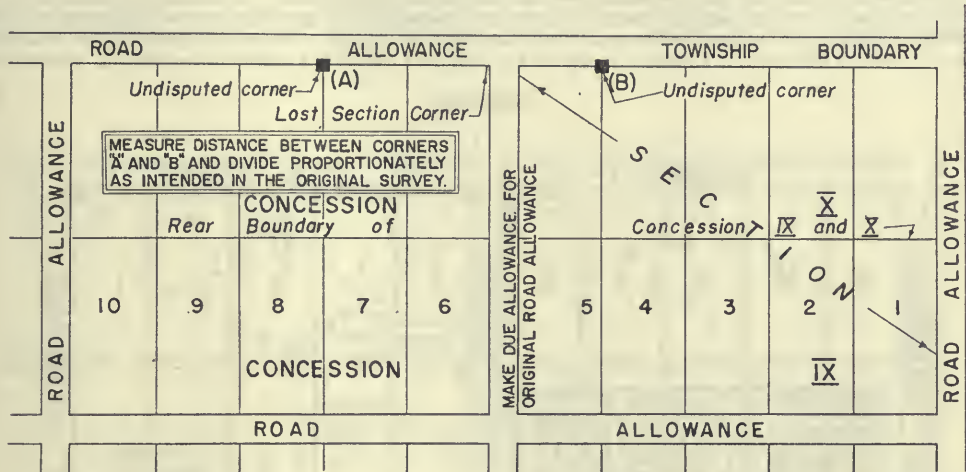 ROAD ALLOWANCE TOWNSHIP BOUNDARY
(A)
Undisputed corner
Lost Section Corner
(B)
Undisputed corner
MEASURE DISTANCE BETWEEN CORNERS
"A" AND "B" AND DIVIDE PROPORTIONATELY
AS INTENDED IN THE ORIGINAL SURVEY.
ROAD ALLOWANCE
MAKE DUE ALLOWANCE FOR
ORIGINAL ROAD ALLOWANCE
SECTION
ROAD ALLOWANCE
CONCESSION X
Rear Boundary of Concession IX and X
10 9 8 7 6 5 4 3 2 1
CONCESSION IX
ROAD ALLOWANCE